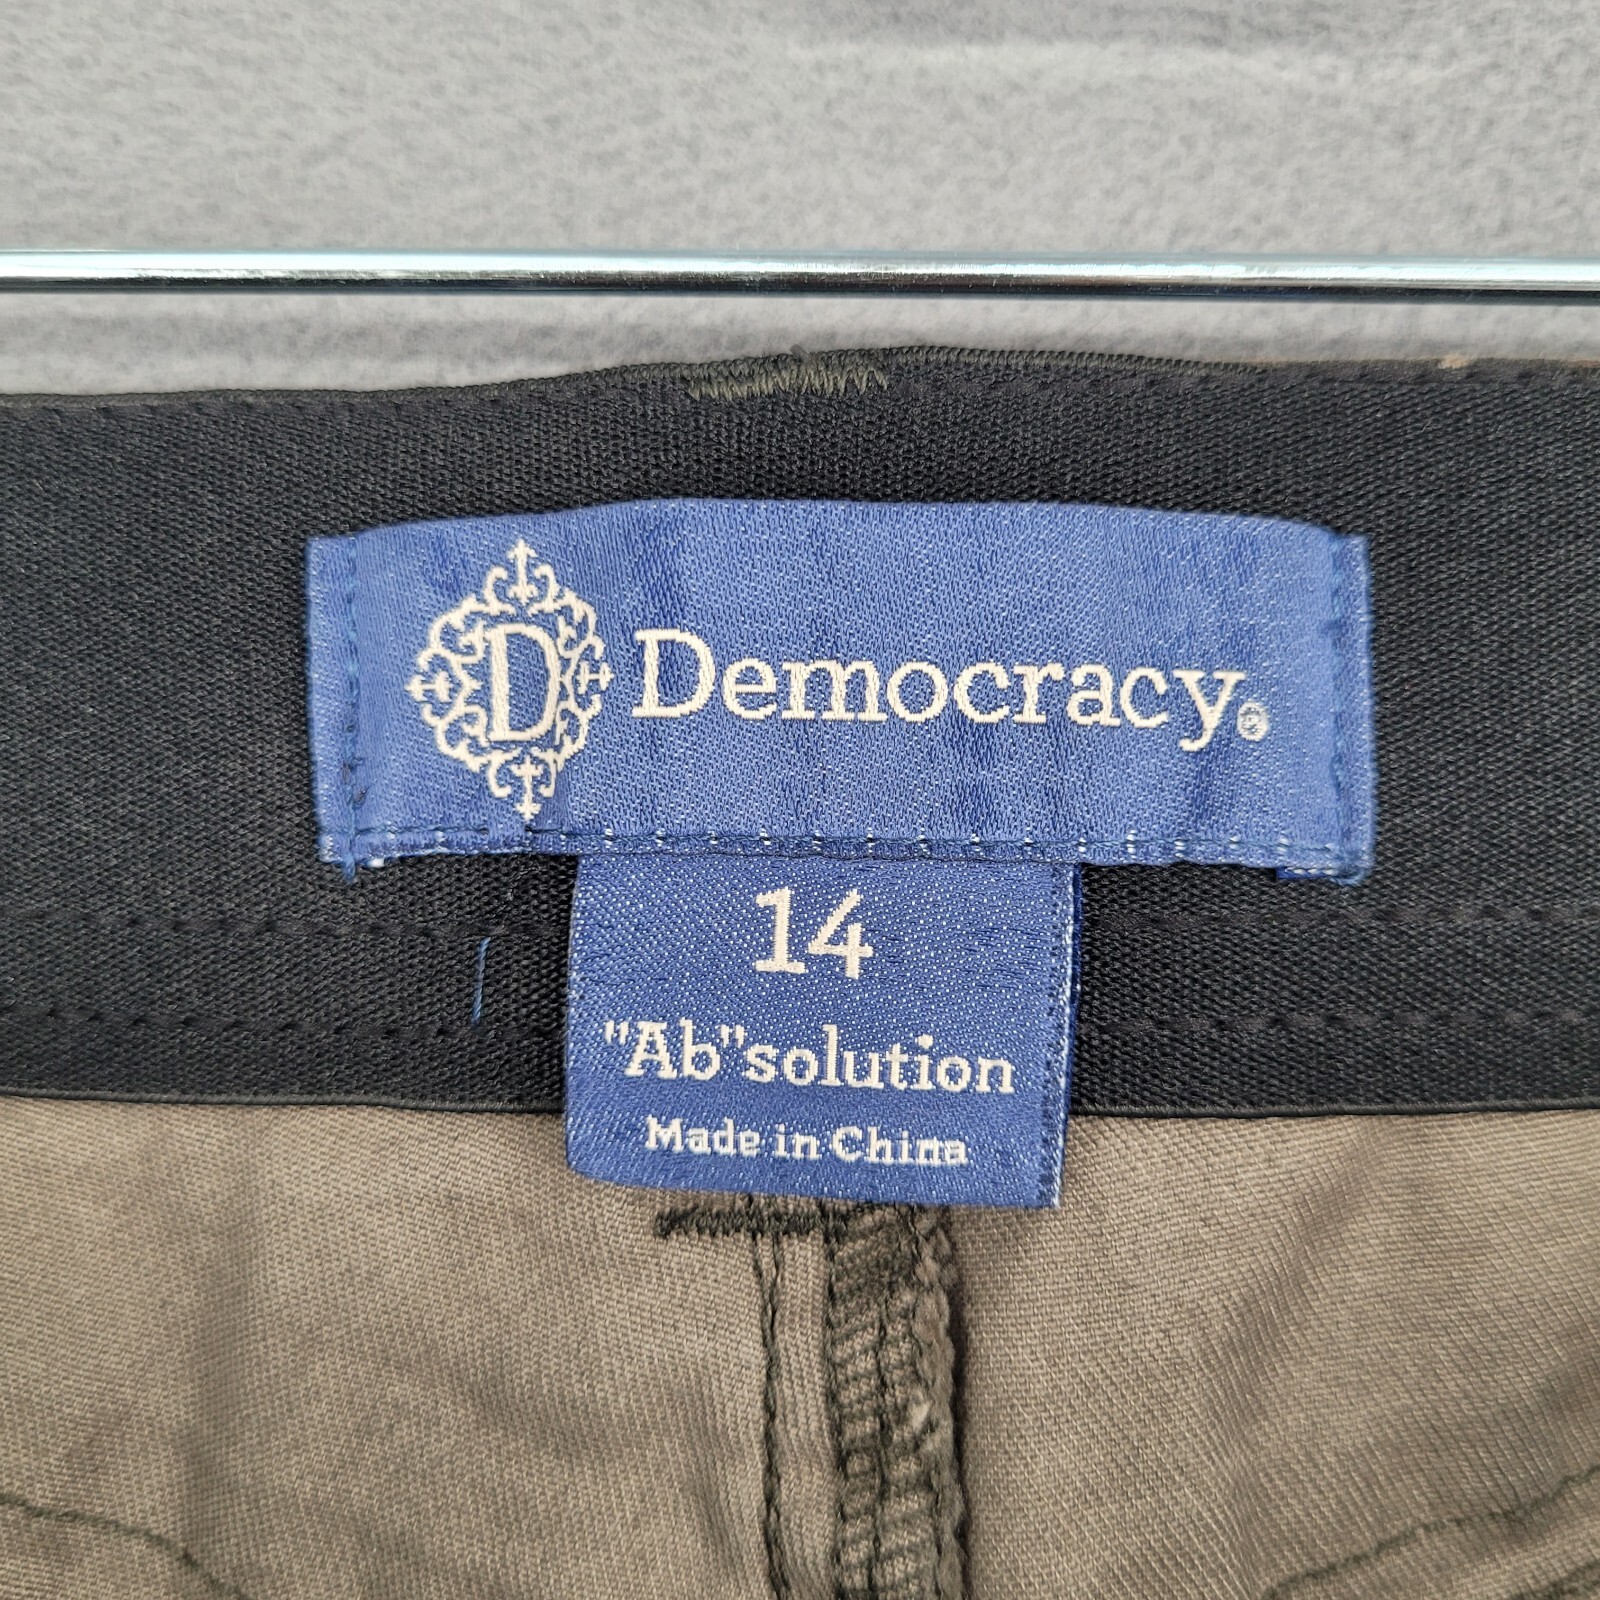 D Democracy®
14
"Ab"solution
Made in China